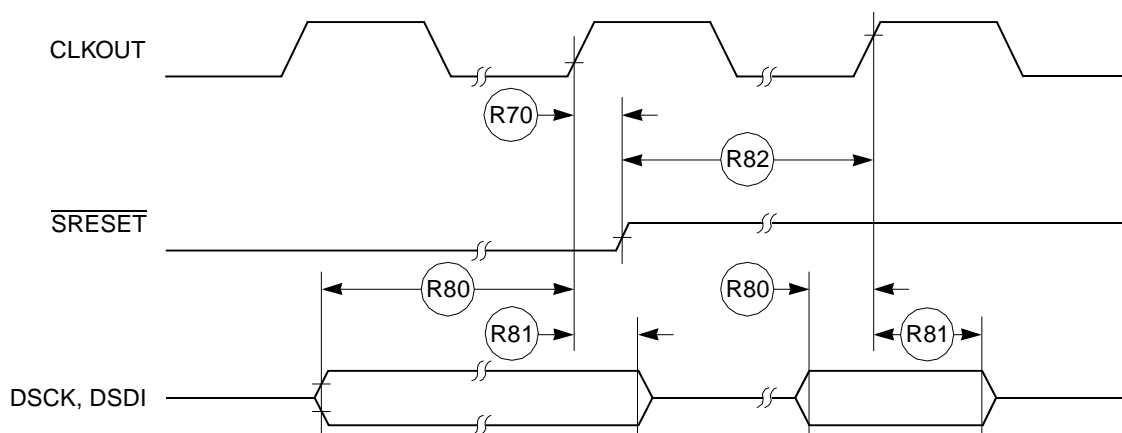 CLKOUT
R70
R82
SRESET
R80
R80
R81
R81
DSCK, DSDI